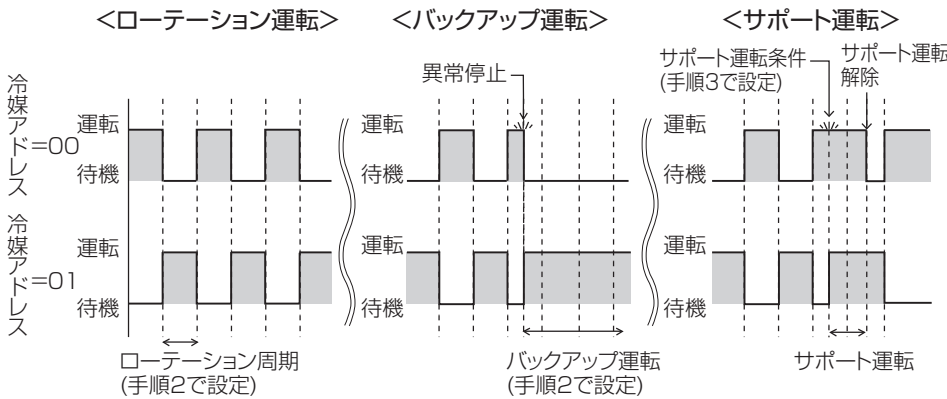 <ローテーション運転>
<バックアップ運転>
<サポート運転>
異常停止
サポート運転条件
(手順3で設定)
サポート運転
解除
冷媒アドレス=00
運転
待機
運転
待機
運転
待機
冷媒アドレス=01
運転
待機
運転
待機
運転
待機
ローテーション周期
(手順2で設定)
バックアップ運転
(手順2で設定)
サポート運転